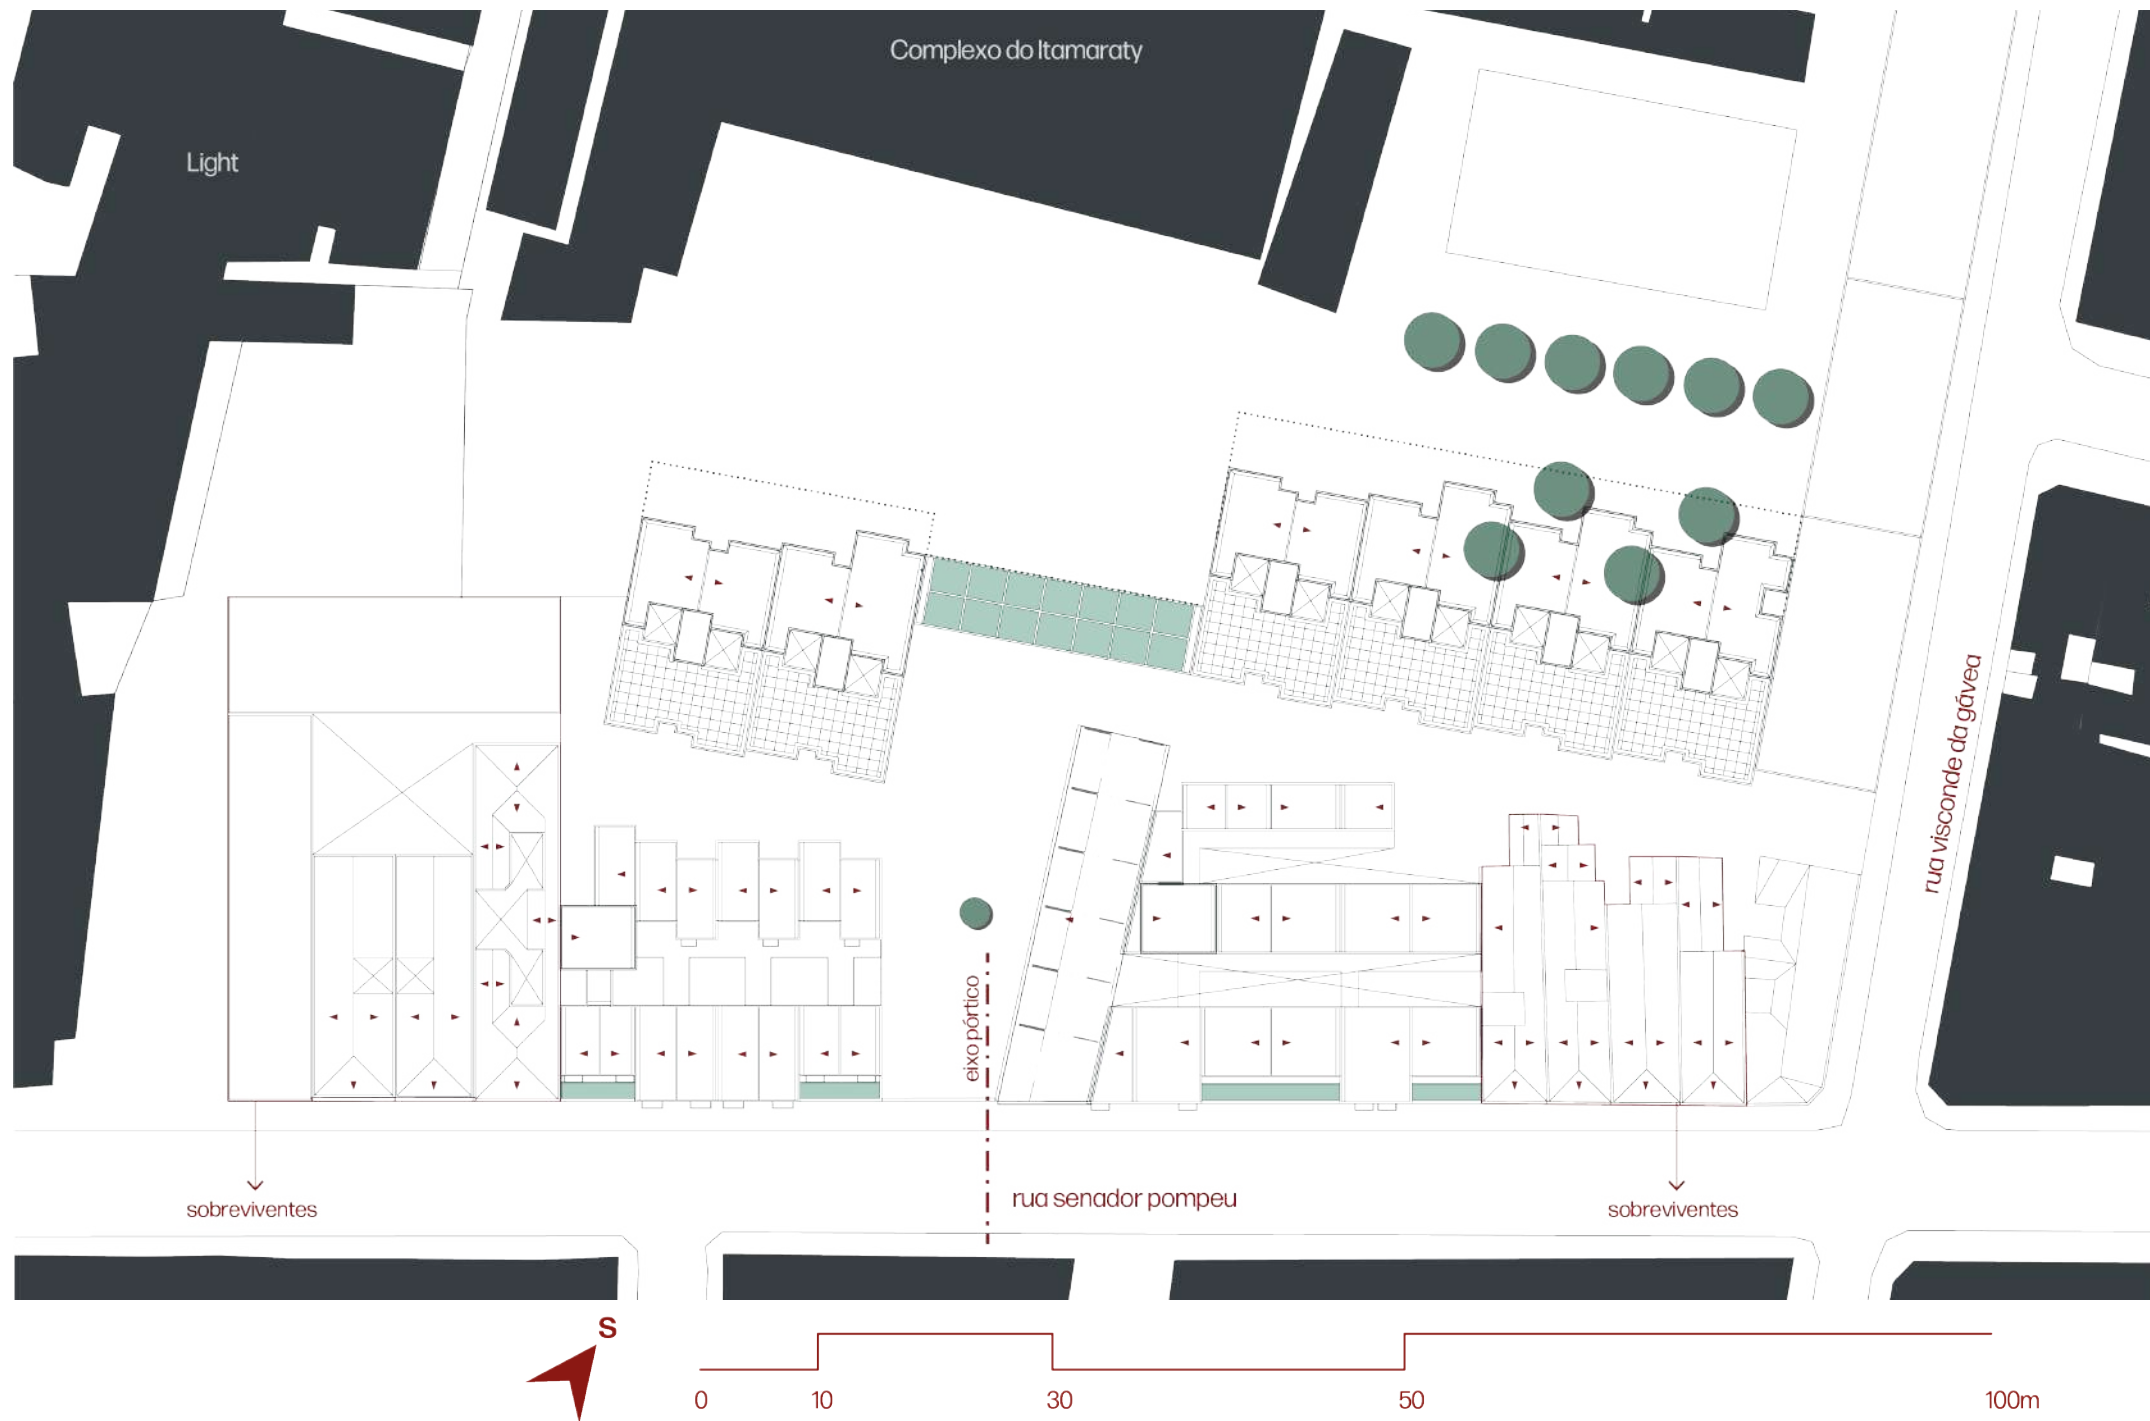 Complexo do Itamaraty
Light
rua visconde da gávea
eixo pórtico
sobreviventes
rua senador pompeu
sobreviventes
S
0 10 30 50 100m